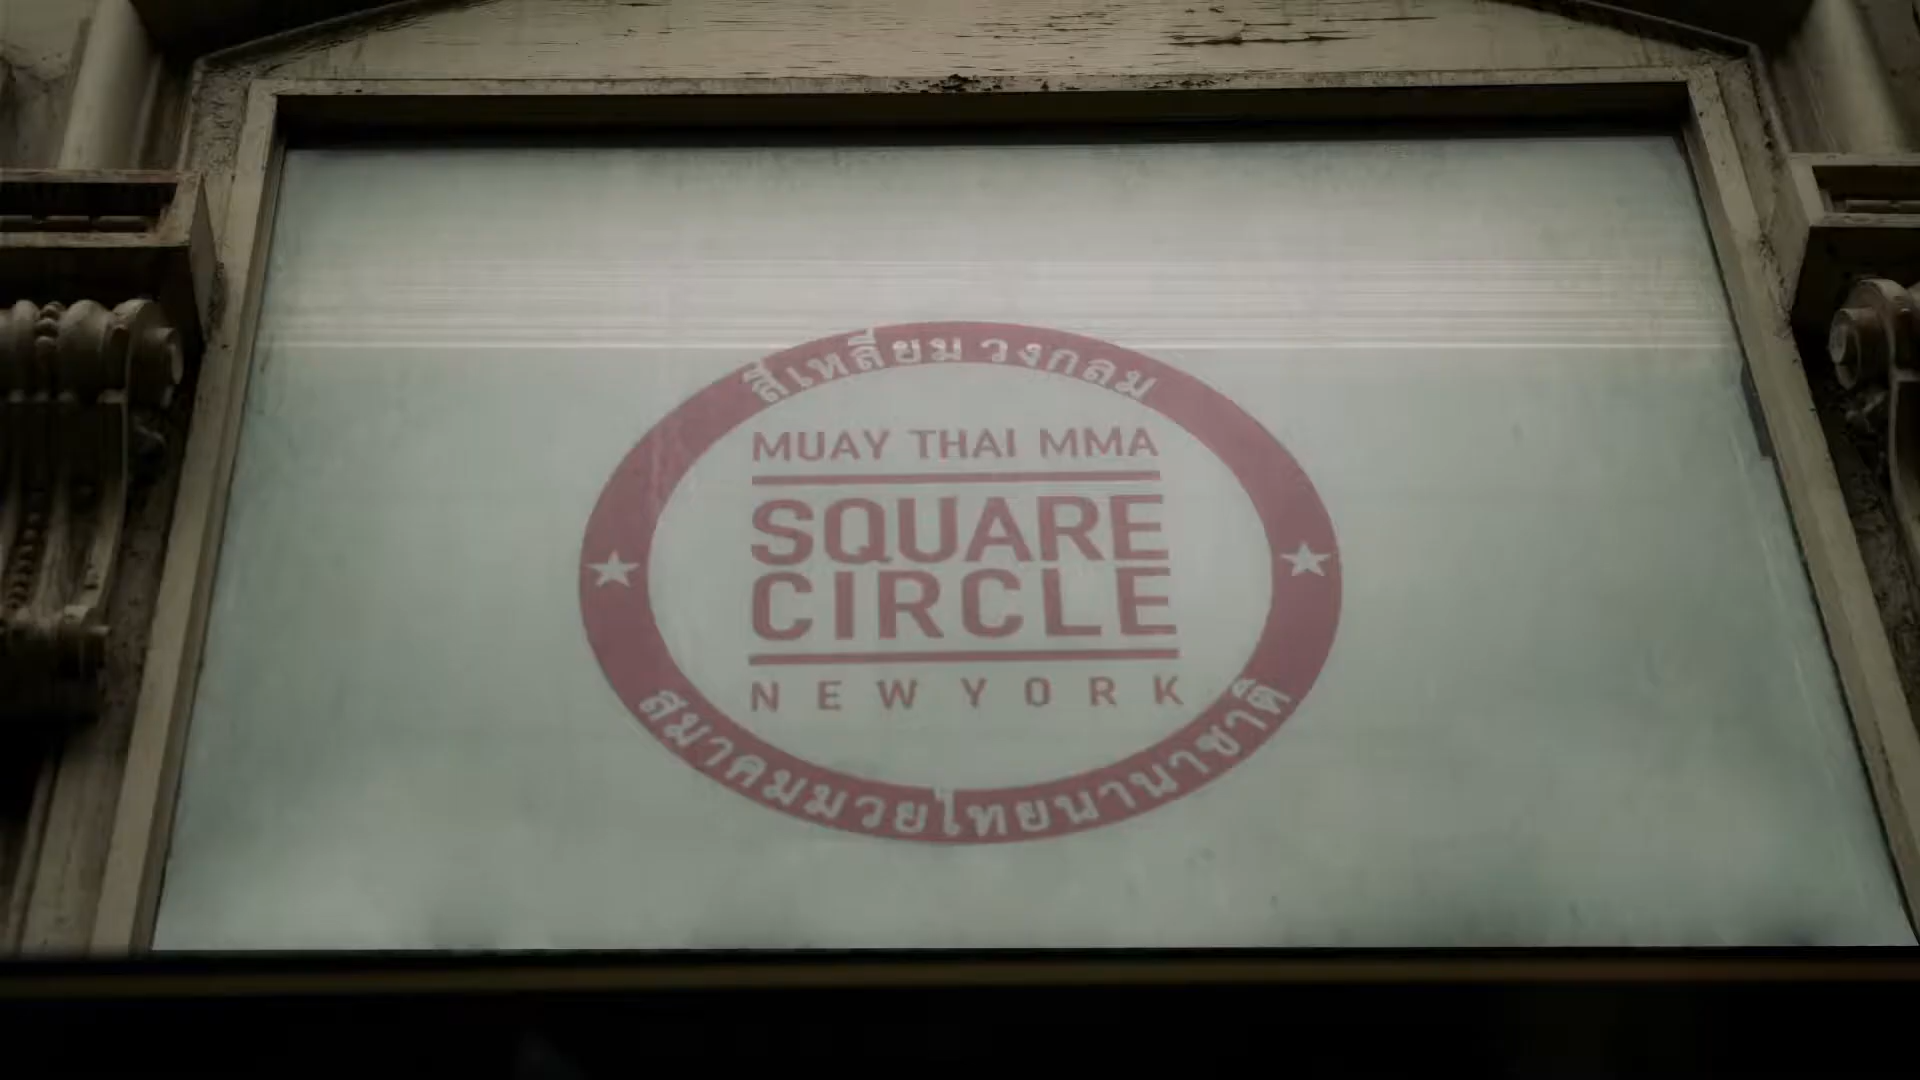 สี่เหลี่ยม วงกลม
MUAY THAI MMA
SQUARE
CIRCLE
NEW YORK
สมาคมมวยไทยนานาชาติ